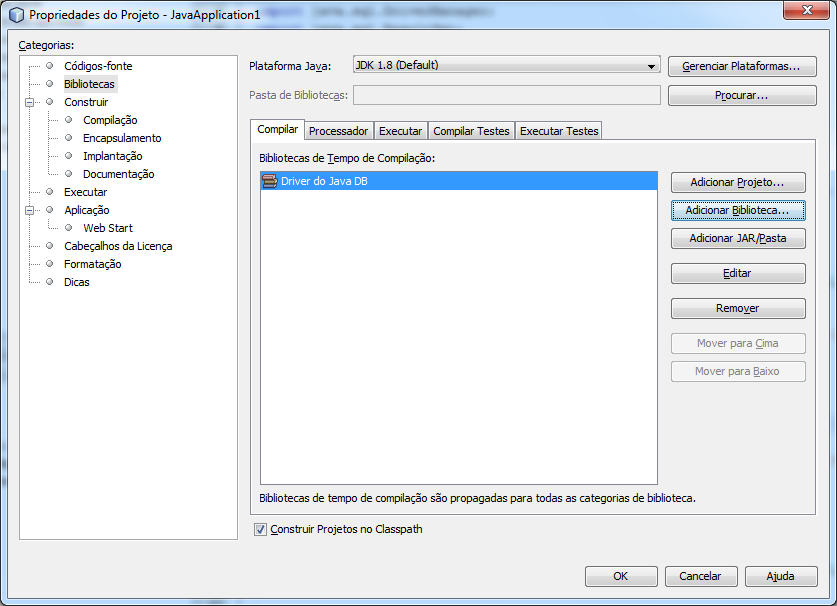 Propriedades do Projeto - JavaApplication1
Categorias:
Códigos-fonte
Bibliotecas
Construir
Compilação
Encapsulamento
Implantação
Documentação
Executar
Aplicação
Web Start
Cabeçalhos da Licença
Formatação
Dicas
Plataforma Java: JDK 1.8 (Default) Gerenciar Plataformas...
Pasta de Bibliotecas: Procurar...
Compilar Processador Executar Compilar Testes Executar Testes
Bibliotecas de Tempo de Compilação:
Driver do Java DB
Adicionar Projeto...
Adicionar Biblioteca...
Adicionar JAR/Pasta
Editar
Remover
Mover para Cima
Mover para Baixo
Bibliotecas de tempo de compilação são propagadas para todas as categorias de biblioteca.
Construir Projetos no Classpath
OK Cancelar Ajuda